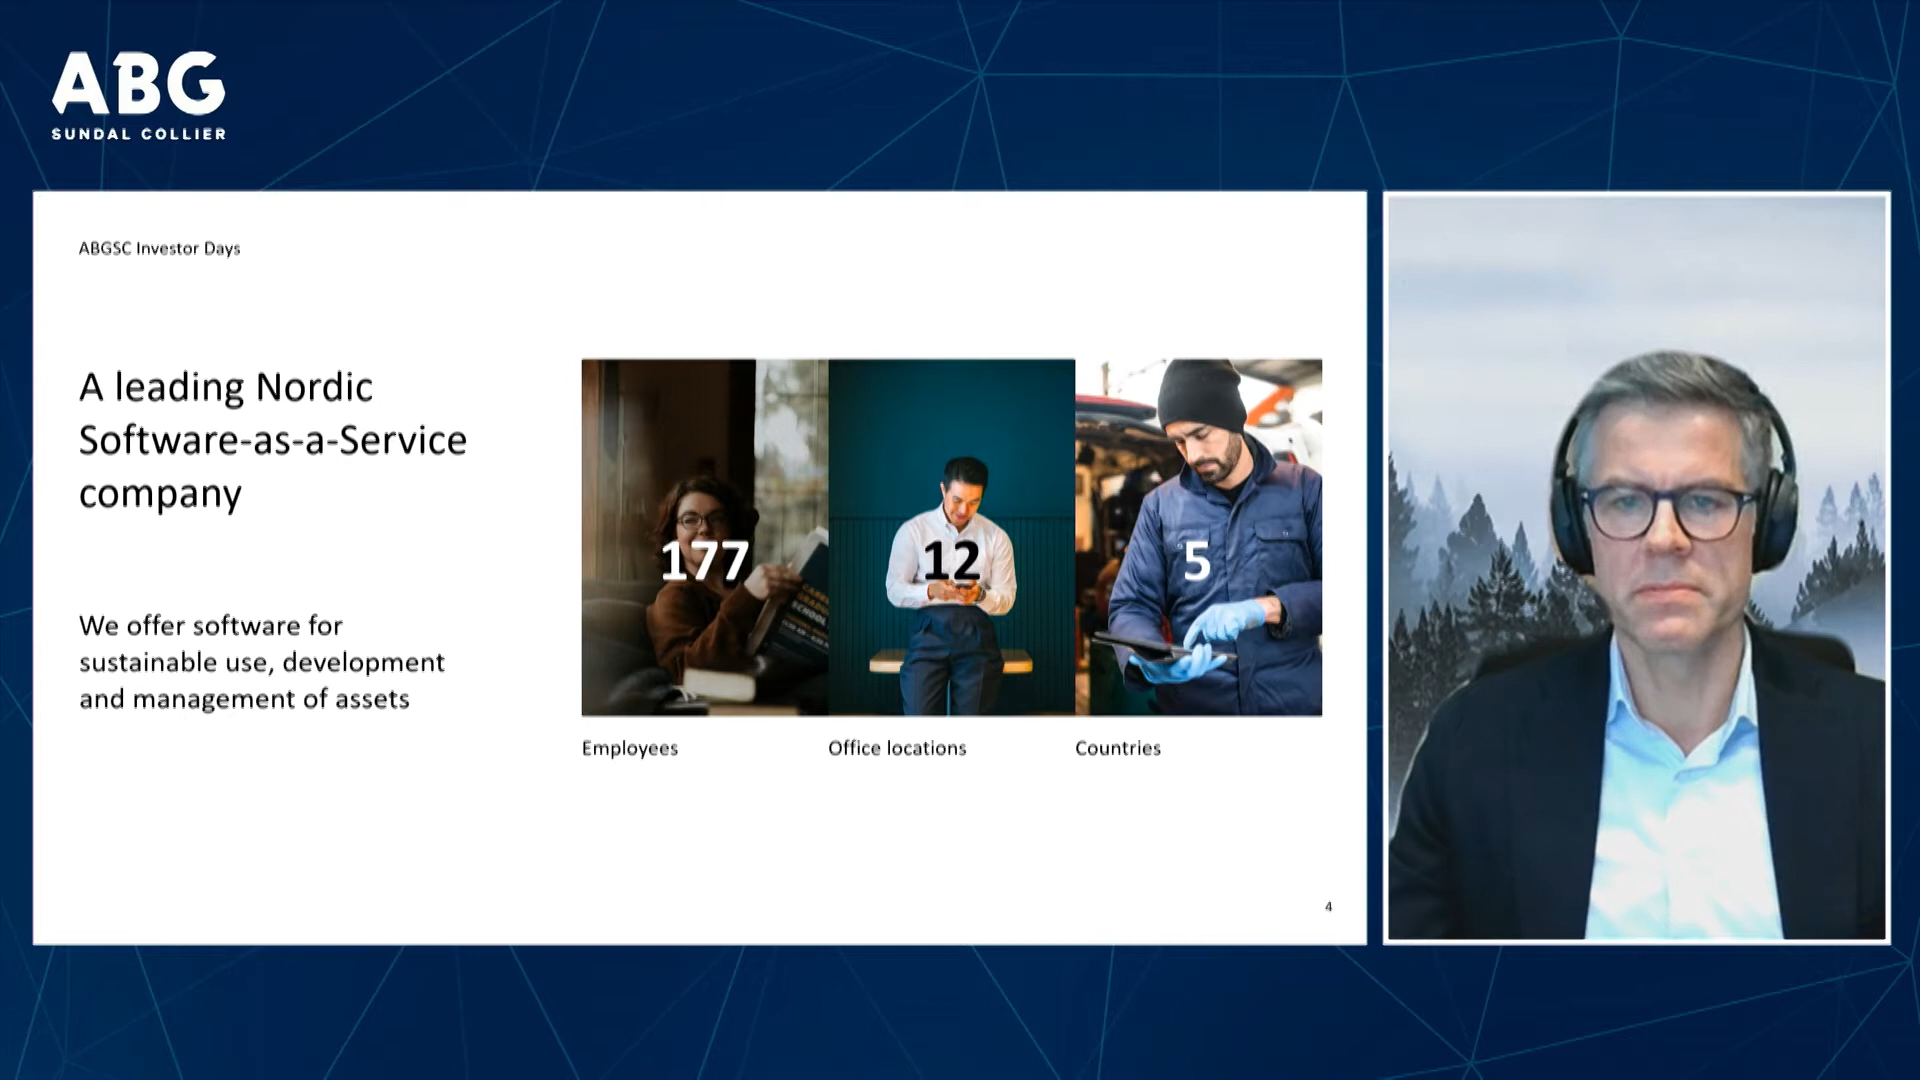 ABG
SUNDAL COLLIER
ABGSC Investor Days
A leading Nordic
Software-as-a-Service
company
We offer software for
sustainable use, development
and management of assets
177
12
5
Employees
Office locations
Countries
4